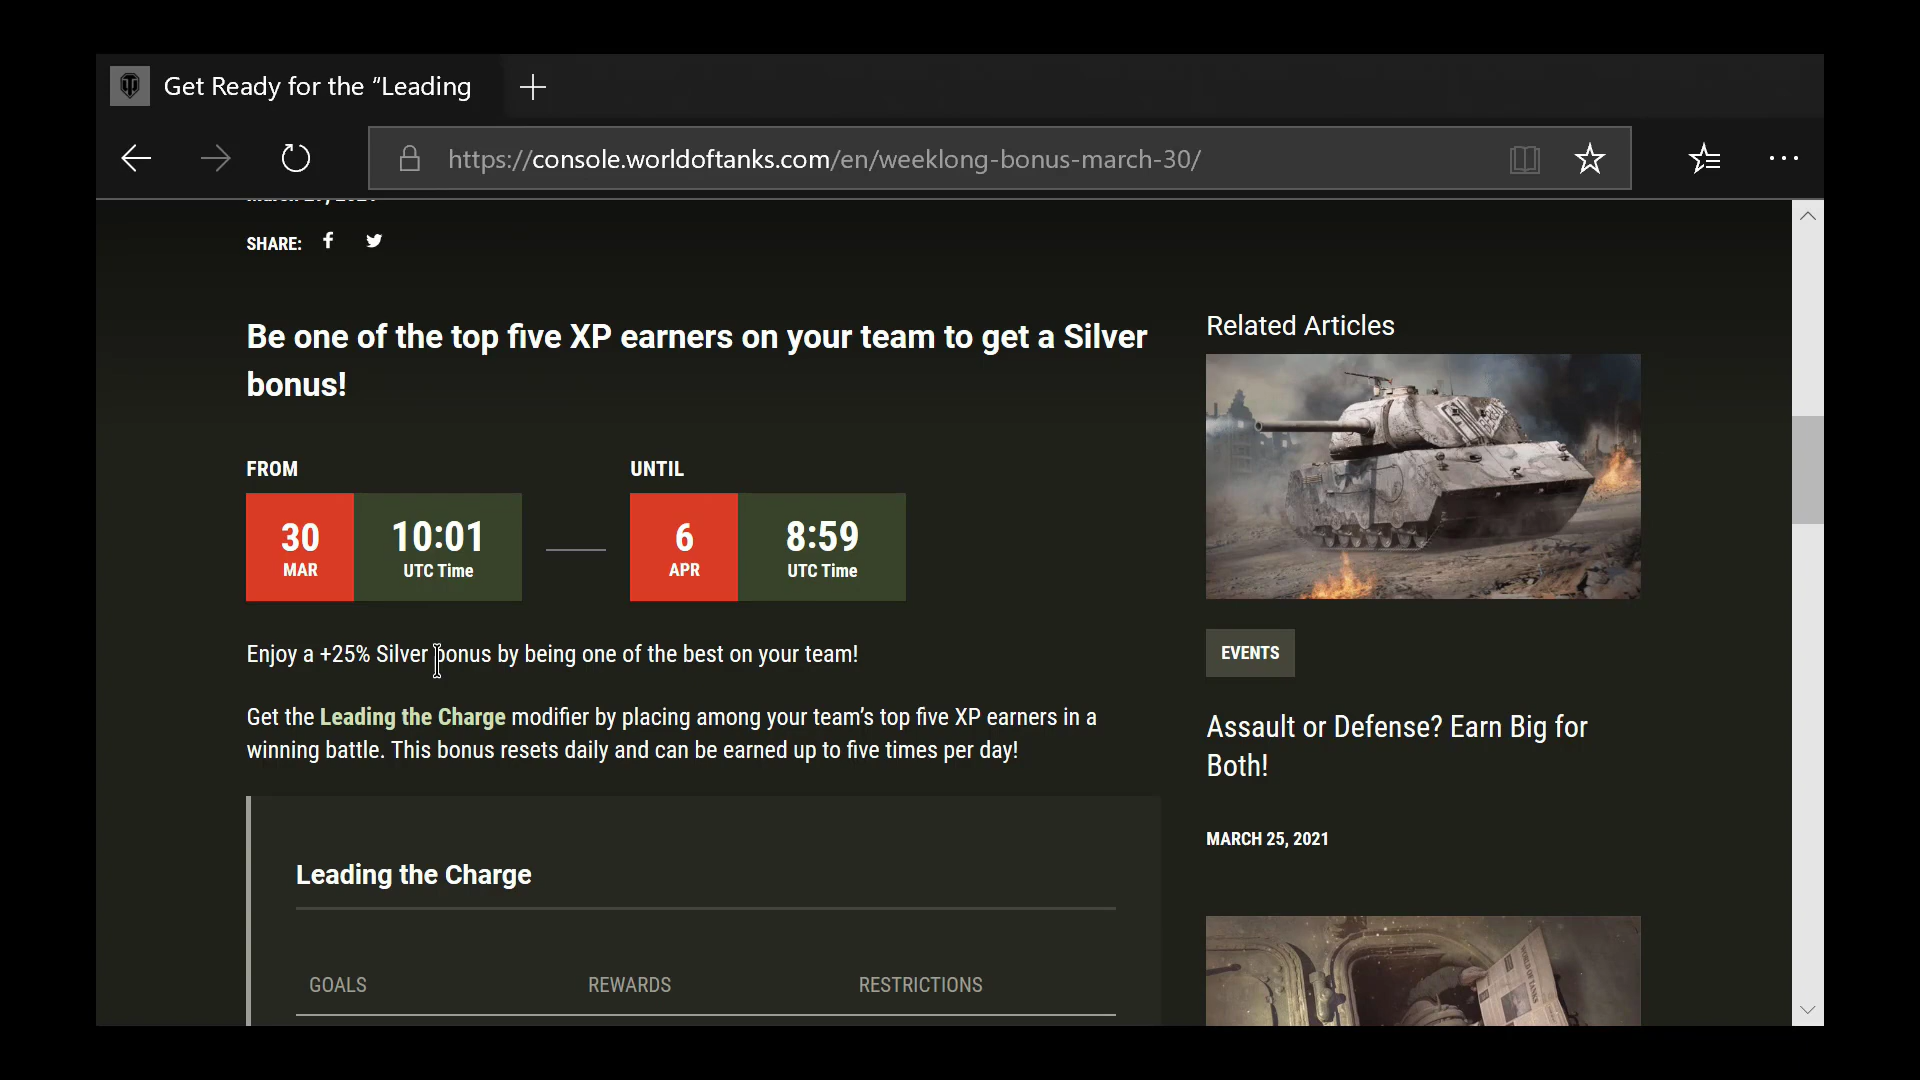 Get Ready for the “Leading
https://console.worldoftanks.com/en/weeklong-bonus-march-30/
SHARE:
Be one of the top five XP earners on your team to get a Silver
bonus!
FROM
UNTIL
30
MAR
10:01
UTC Time
6
APR
8:59
UTC Time
Enjoy a +25% Silver bonus by being one of the best on your team!
Get the Leading the Charge modifier by placing among your team’s top five XP earners in a
winning battle. This bonus resets daily and can be earned up to five times per day!
Leading the Charge
GOALS REWARDS RESTRICTIONS
Related Articles
EVENTS
Assault or Defense? Earn Big for
Both!
MARCH 25, 2021
WORLD OF TANKS